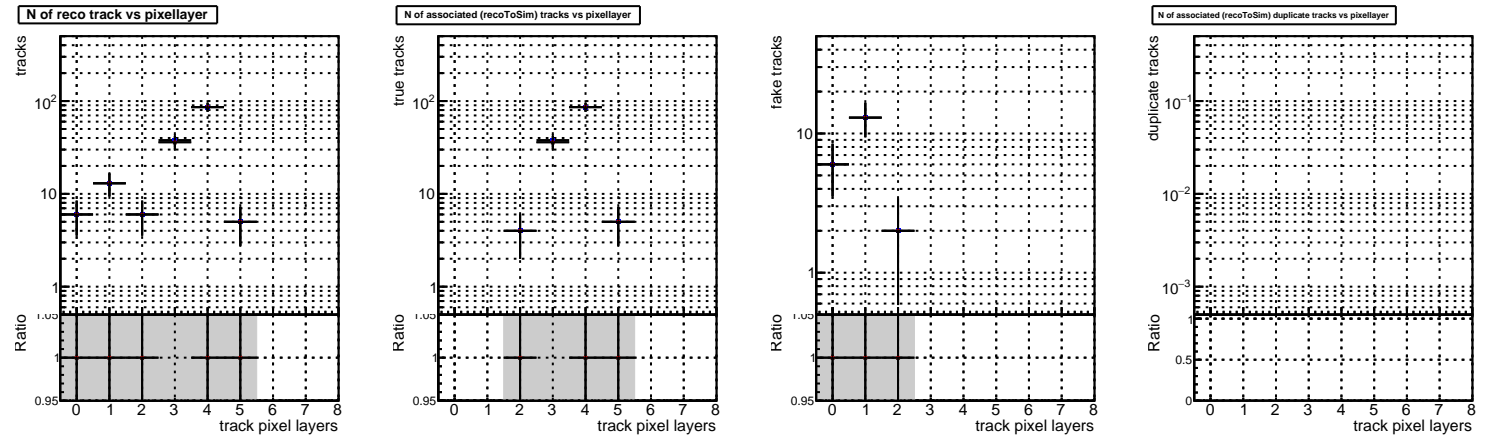 N of reco track vs pixellayer
tracks
10²
10
1
Ratio
1.05
1
0.95
0 1 2 3 4 5 6 7 8
track pixel layers
N of associated (recoToSim) tracks vs pixellayer
true tracks
10²
10
1
Ratio
1.05
1
0.95
0 1 2 3 4 5 6 7 8
track pixel layers
fake tracks
10
1
Ratio
1.05
1
0.95
0 1 2 3 4 5 6 7 8
track pixel layers
N of associated (recoToSim) duplicate tracks vs pixellayer
duplicate tracks
10⁻¹
10⁻²
10⁻³
Ratio
1
0.5
0
0 1 2 3 4 5 6 7 8
track pixel layers